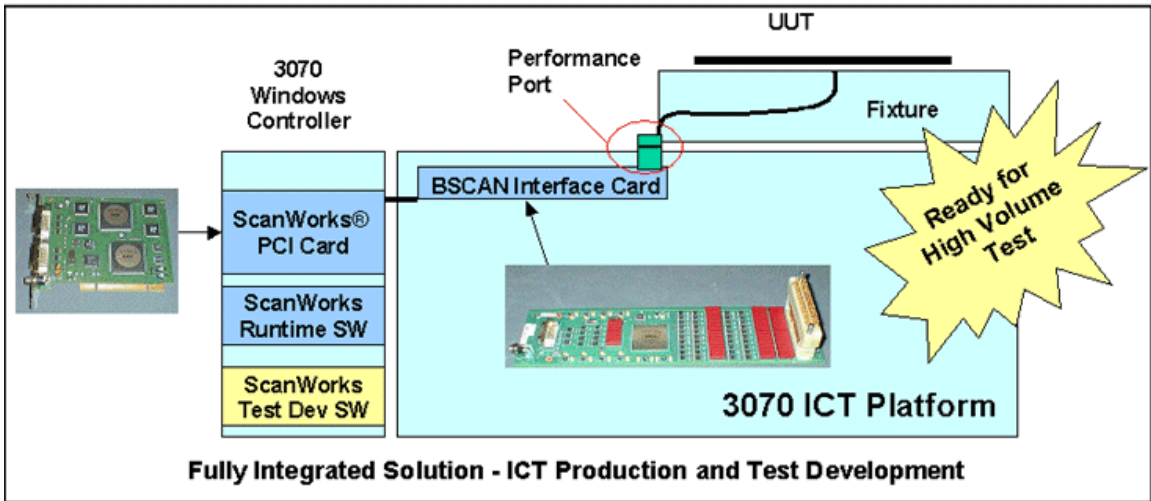 UUT
Performance
Port
3070
Windows
Controller
Fixture
BSCAN Interface Card
ScanWorks®
PCI Card
Ready for
High Volume
Test
ScanWorks
Runtime SW
ScanWorks
Test Dev SW
3070 ICT Platform
Fully Integrated Solution - ICT Production and Test Development